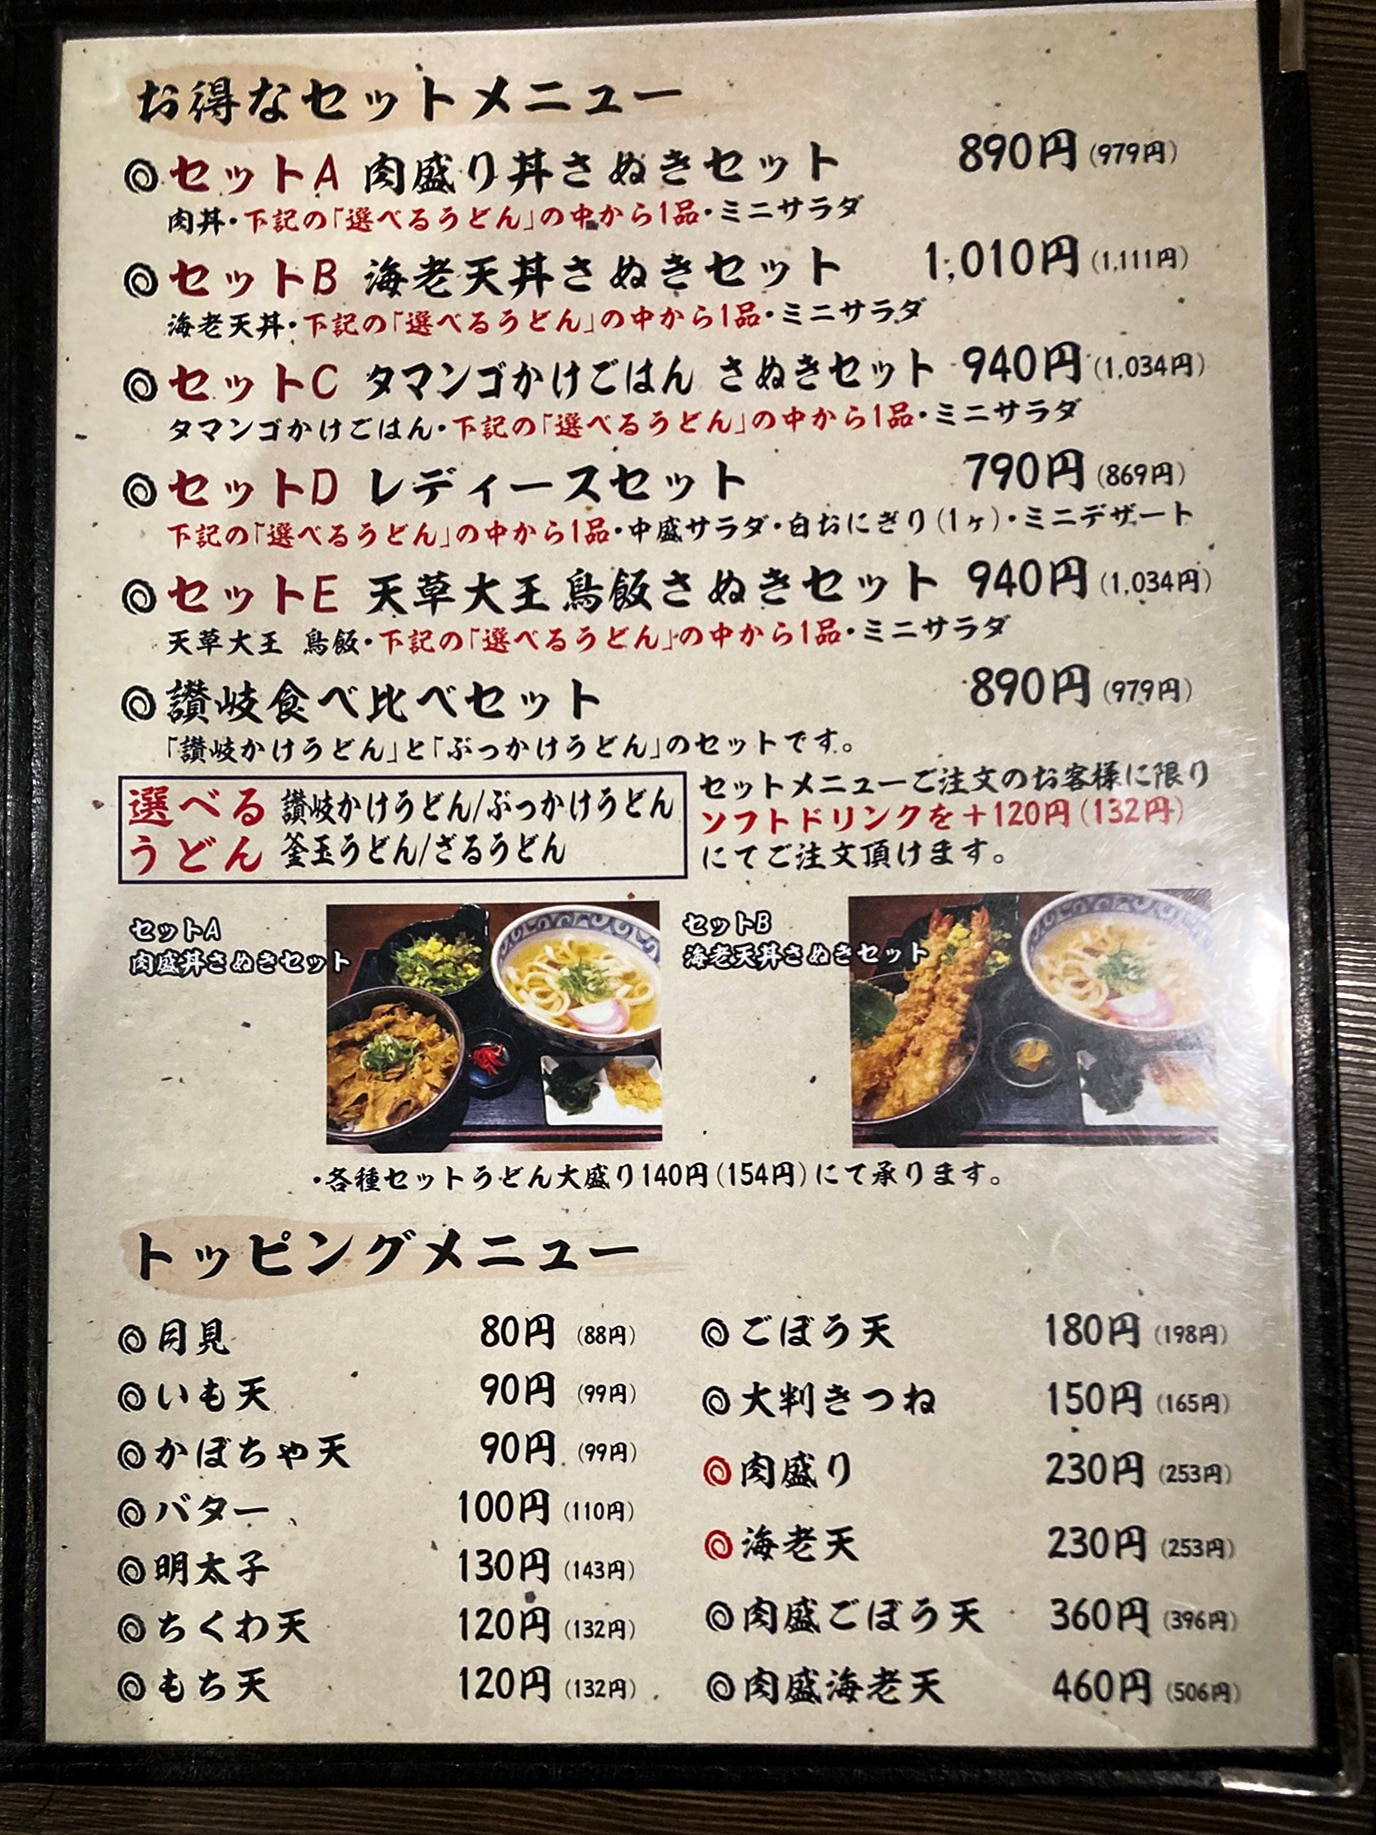 お得なセットメニュー
◎セットA 肉盛り丼さぬきセット 890円(979円)
肉丼・下記の「選べるうどん」の中から1品・ミニサラダ
◎セットB 海老天丼さぬきセット 1,010円(1,111円)
海老天丼・下記の「選べるうどん」の中から1品・ミニサラダ
◎セットC タマンゴかけごはん さぬきセット 940円(1,034円)
タマンゴかけごはん・下記の「選べるうどん」の中から1品・ミニサラダ
◎セットD レディースセット 790円(869円)
下記の「選べるうどん」の中から1品・中盛サラダ・白おにぎり(1ヶ)・ミニデザート
◎セットE 天草大王鳥飯さぬきセット 940円(1,034円)
天草大王 鳥飯・下記の「選べるうどん」の中から1品・ミニサラダ
◎讃岐食べ比べセット 890円(979円)
「讃岐かけうどん」と「ぶっかけうどん」のセットです。
選べる 讃岐かけうどん/ぶっかけうどん
うどん 釜玉うどん/ざるうどん
セットメニューご注文のお客様に限り
ソフトドリンクを+120円(132円)
にてご注文頂けます。
セットA
肉盛丼さぬきセット
セットB
海老天丼さぬきセット
・各種セットうどん大盛り140円(154円)にて承ります。
トッピングメニュー
◎月見 80円(88円)
◎いも天 90円(99円)
◎かぼちゃ天 90円(99円)
◎バター 100円(110円)
◎明太子 130円(143円)
◎ちくわ天 120円(132円)
◎もち天 120円(132円)
◎ごぼう天 180円(198円)
◎大判きつね 150円(165円)
◎肉盛り 230円(253円)
◎海老天 230円(253円)
◎肉盛ごぼう天 360円(396円)
◎肉盛海老天 460円(506円)